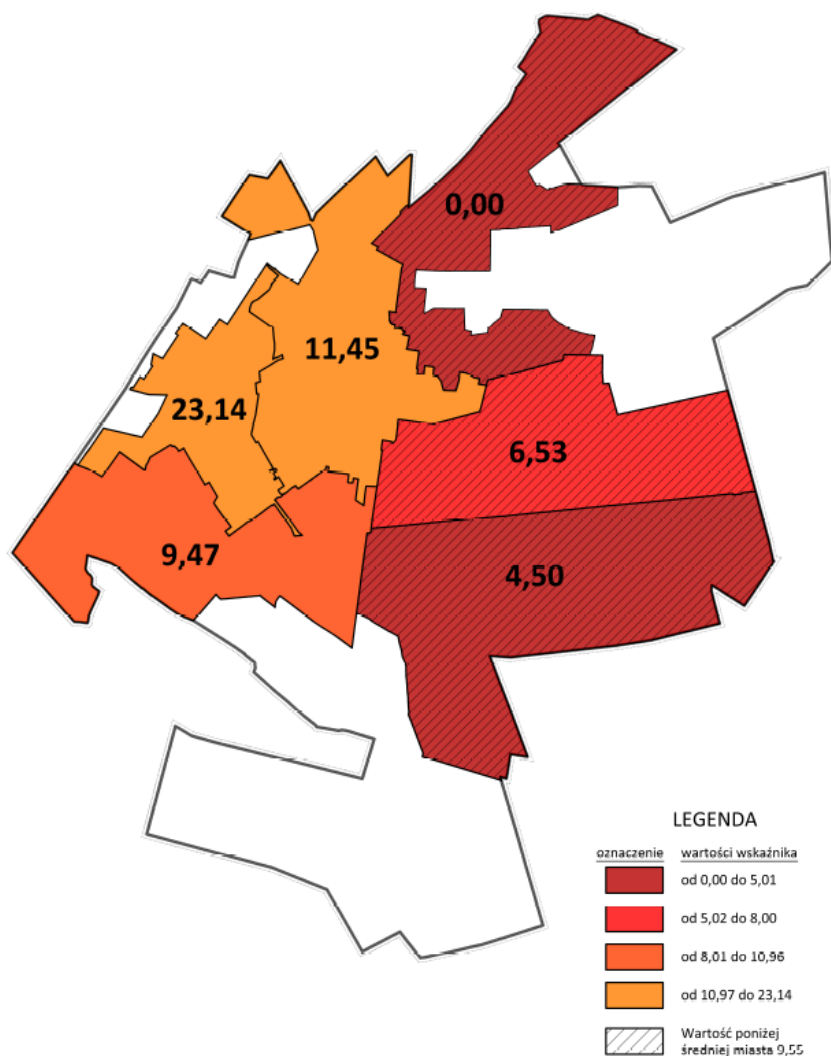 0,00
11,45
23,14
6,53
9,47
4,50
LEGENDA
oznaczenie wartości wskaźnika
od 0,00 do 5,01
od 5,02 do 8,00
od 8,01 do 10,96
od 10,97 do 23,14
Wartość poniżej
średniej miasta 9,55